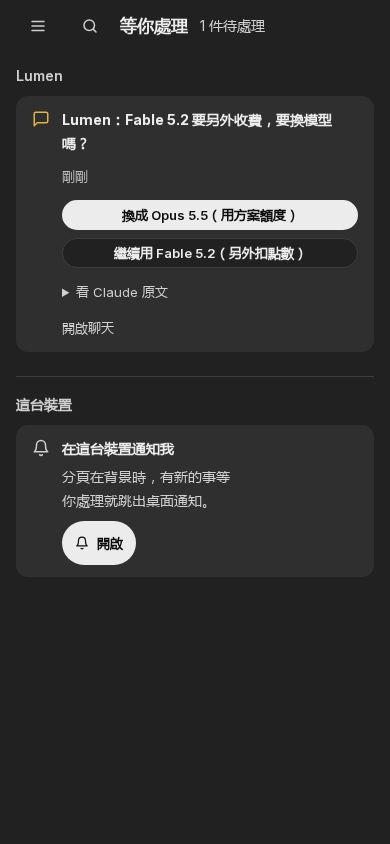 等你處理 1 件待處理
Lumen
Lumen：Fable 5.2 要另外收費，要換模型
嗎？
剛剛
換成 Opus 5.5（用方案額度）
繼續用 Fable 5.2（另外扣點數）
看 Claude 原文
開啟聊天
這台裝置
在這台裝置通知我
分頁在背景時，有新的事等
你處理就跳出桌面通知。
開啟